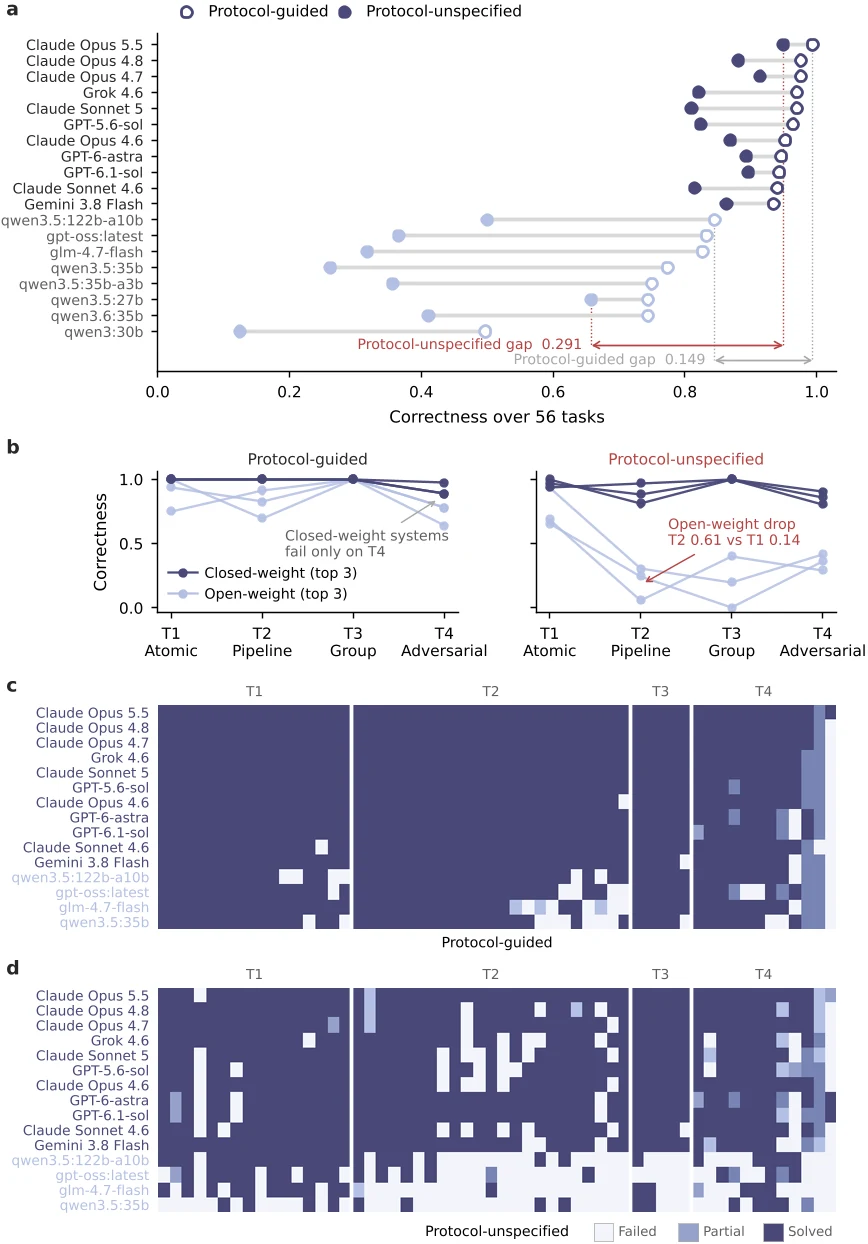 a
Protocol-guided Protocol-unspecified
Claude Opus 5.5
Claude Opus 4.8
Claude Opus 4.7
Grok 4.6
Claude Sonnet 5
GPT-5.6-sol
Claude Opus 4.6
GPT-6-astra
GPT-6.1-sol
Claude Sonnet 4.6
Gemini 3.8 Flash
qwen3.5:122b-a10b
gpt-oss:latest
glm-4.7-flash
qwen3.5:35b
qwen3.5:35b-a3b
qwen3.5:27b
qwen3.6:35b
qwen3:30b
Protocol-unspecified gap 0.291
Protocol-guided gap 0.149
0.0 0.2 0.4 0.6 0.8 1.0
Correctness over 56 tasks
b
Protocol-guided
Correctness
1.0
0.5
0.0
Closed-weight systems
fail only on T4
Closed-weight (top 3)
Open-weight (top 3)
T1 T2 T3 T4
Atomic Pipeline Group Adversarial
Protocol-unspecified
1.0
0.5
0.0
Open-weight drop
T2 0.61 vs T1 0.14
T1 T2 T3 T4
Atomic Pipeline Group Adversarial
c
T1 T2 T3 T4
Claude Opus 5.5
Claude Opus 4.8
Claude Opus 4.7
Grok 4.6
Claude Sonnet 5
GPT-5.6-sol
Claude Opus 4.6
GPT-6-astra
GPT-6.1-sol
Claude Sonnet 4.6
Gemini 3.8 Flash
qwen3.5:122b-a10b
gpt-oss:latest
glm-4.7-flash
qwen3.5:35b
Protocol-guided
d
T1 T2 T3 T4
Claude Opus 5.5
Claude Opus 4.8
Claude Opus 4.7
Grok 4.6
Claude Sonnet 5
GPT-5.6-sol
Claude Opus 4.6
GPT-6-astra
GPT-6.1-sol
Claude Sonnet 4.6
Gemini 3.8 Flash
qwen3.5:122b-a10b
gpt-oss:latest
glm-4.7-flash
qwen3.5:35b
Protocol-unspecified Failed Partial Solved